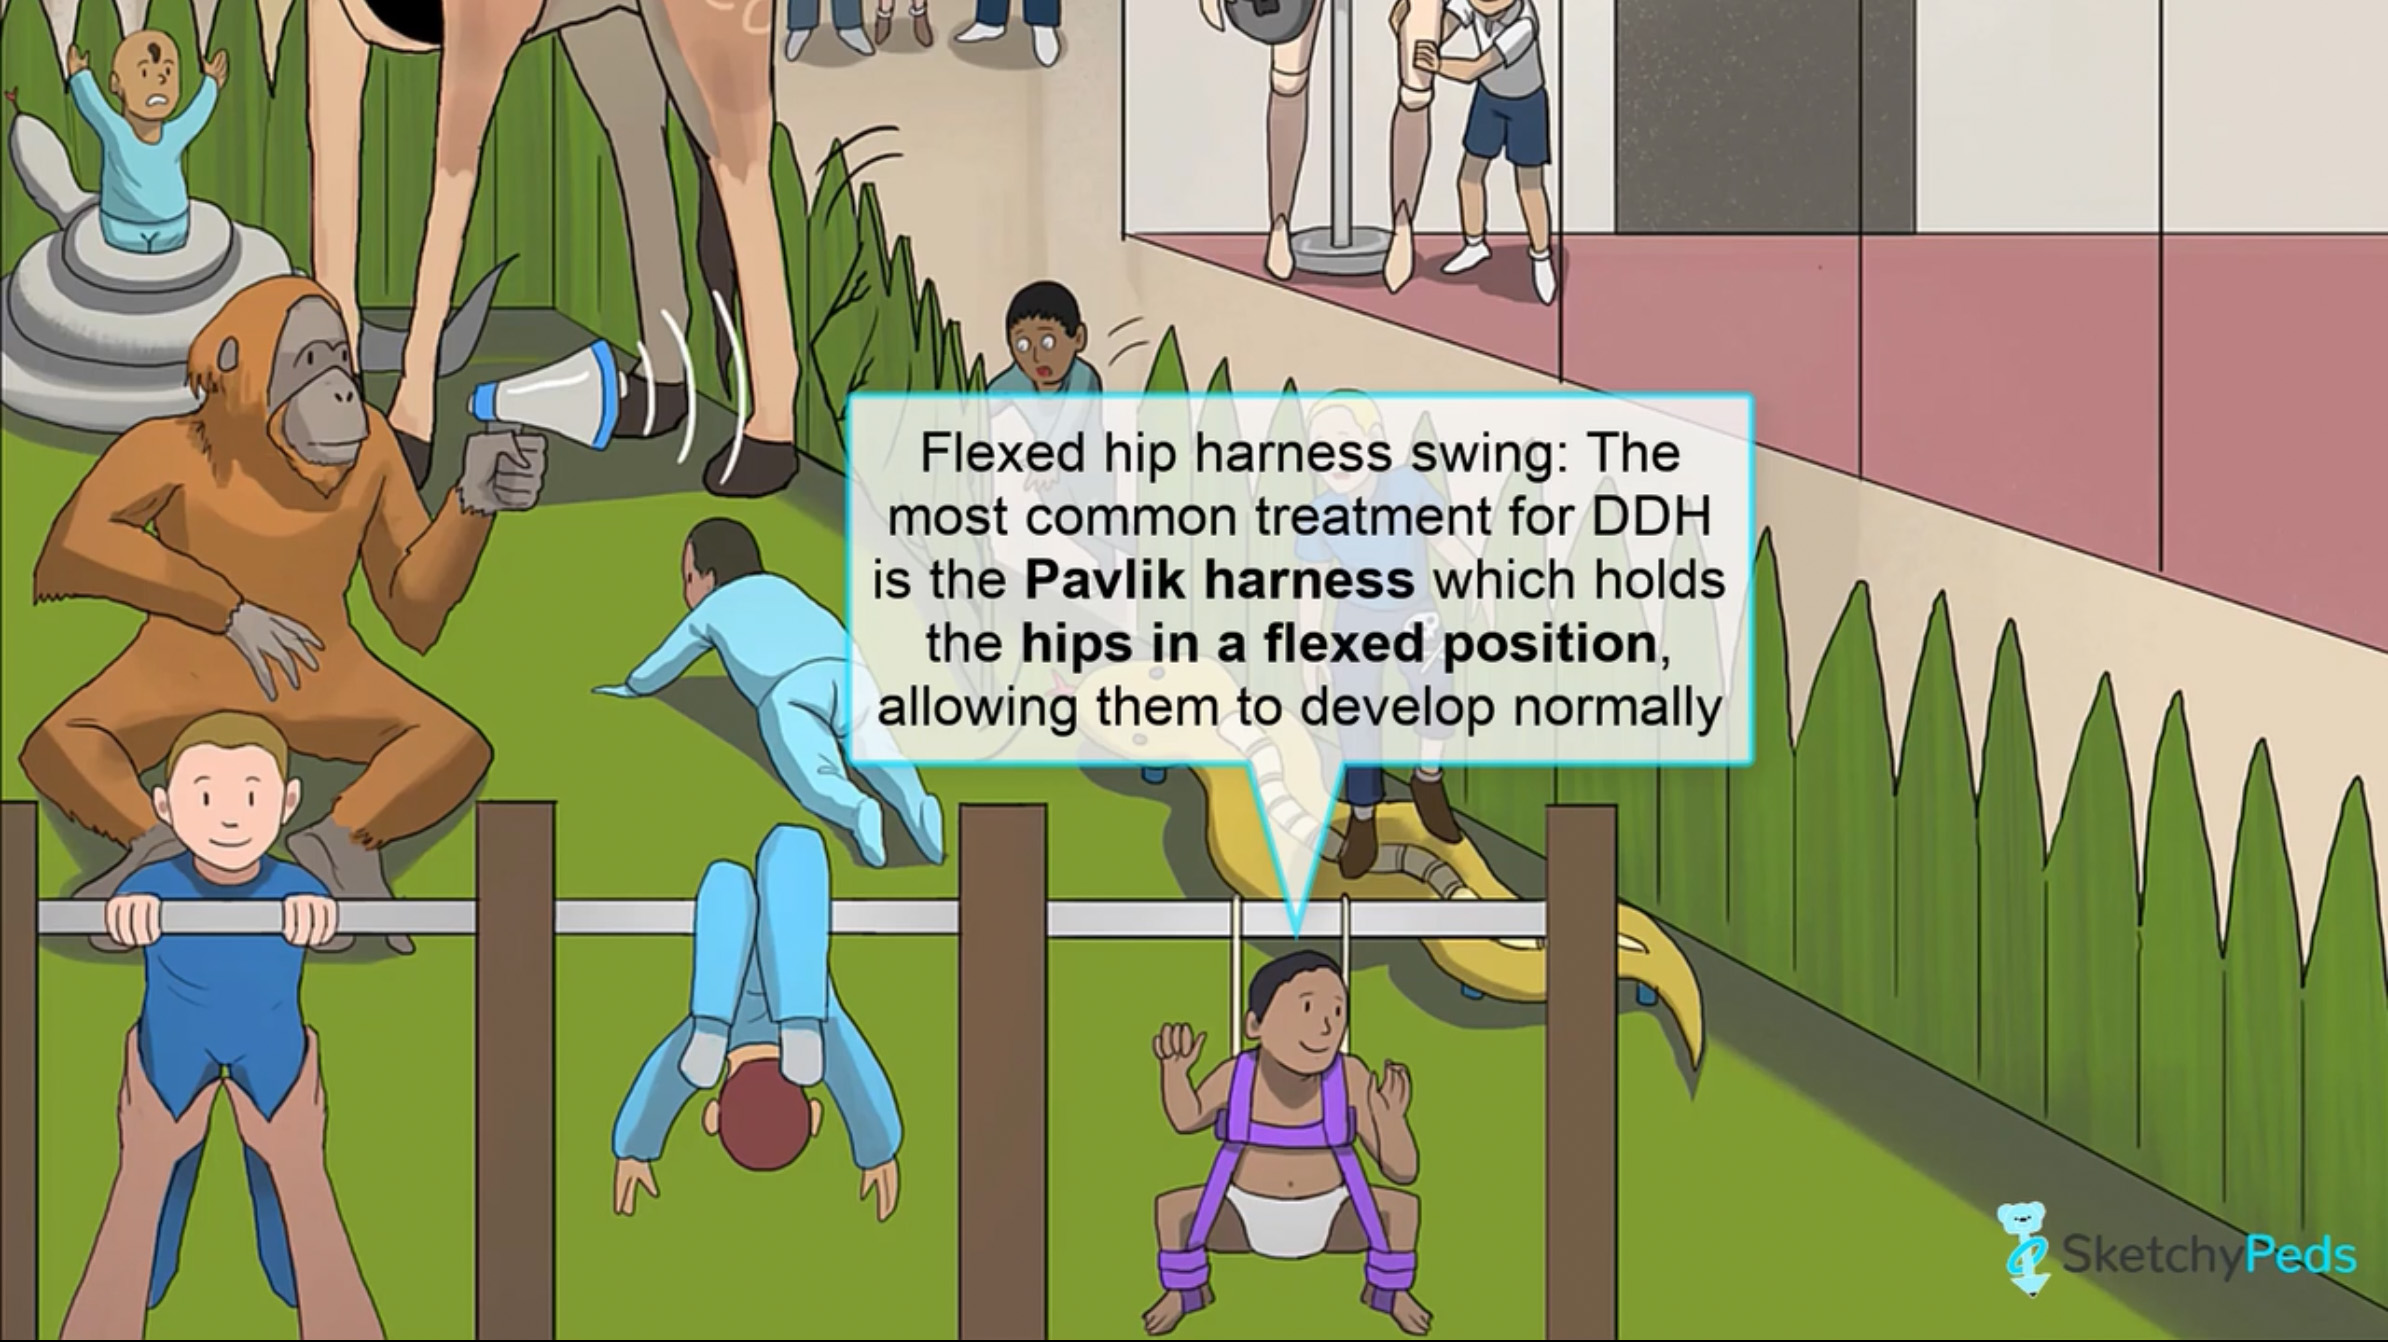 Flexed hip harness swing: The
most common treatment for DDH
is the Pavlik harness which holds
the hips in a flexed position,
allowing them to develop normally
SketchyPeds